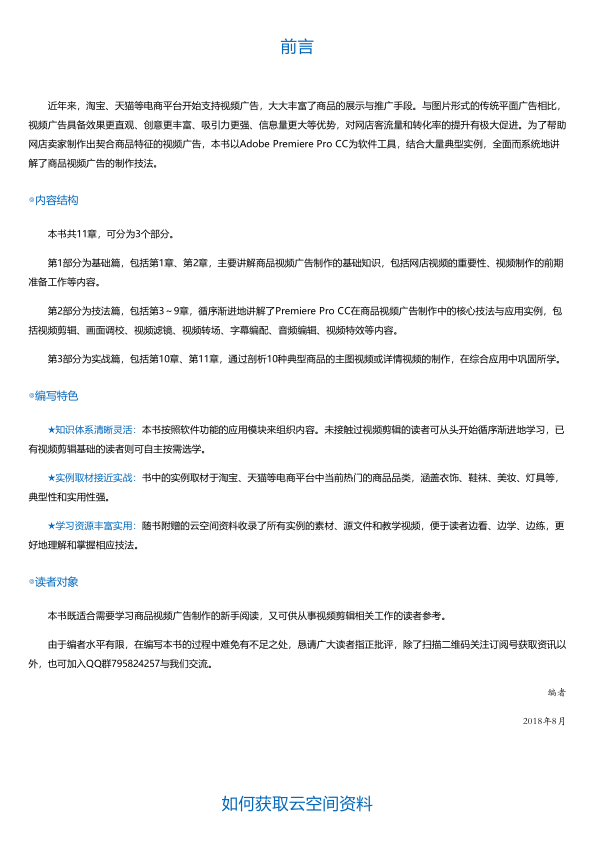 前言
近年来，淘宝、天猫等电商平台开始支持视频广告，大大丰富了商品的展示与推广手段。与图片形式的传统平面广告相比，
视频广告具备效果更直观、创意更丰富、吸引力更强、信息量更大等优势，对网店客流量和转化率的提升有极大促进。为了帮助
网店卖家制作出契合商品特征的视频广告，本书以Adobe Premiere Pro CC为软件工具，结合大量典型实例，全面而系统地讲
解了商品视频广告的制作技法。
◎内容结构
本书共11章，可分为3个部分。
第1部分为基础篇，包括第1章、第2章，主要讲解商品视频广告制作的基础知识，包括网店视频的重要性、视频制作的前期
准备工作等内容。
第2部分为技法篇，包括第3～9章，循序渐进地讲解了Premiere Pro CC在商品视频广告制作中的核心技法与应用实例，包
括视频剪辑、画面调校、视频滤镜、视频转场、字幕编配、音频编辑、视频特效等内容。
第3部分为实战篇，包括第10章、第11章，通过剖析10种典型商品的主图视频或详情视频的制作，在综合应用中巩固所学。
◎编写特色
★知识体系清晰灵活：本书按照软件功能的应用模块来组织内容。未接触过视频剪辑的读者可从头开始循序渐进地学习，已
有视频剪辑基础的读者则可自主按需选学。
★实例取材接近实战：书中的实例取材于淘宝、天猫等电商平台中当前热门的商品品类，涵盖衣饰、鞋袜、美妆、灯具等，
典型性和实用性强。
★学习资源丰富实用：随书附赠的云空间资料收录了所有实例的素材、源文件和教学视频，便于读者边看、边学、边练，更
好地理解和掌握相应技法。
◎读者对象
本书既适合需要学习商品视频广告制作的新手阅读，又可供从事视频剪辑相关工作的读者参考。
由于编者水平有限，在编写本书的过程中难免有不足之处，恳请广大读者指正批评，除了扫描二维码关注订阅号获取资讯以
外，也可加入QQ群795824257与我们交流。
编者
2018年8月
如何获取云空间资料